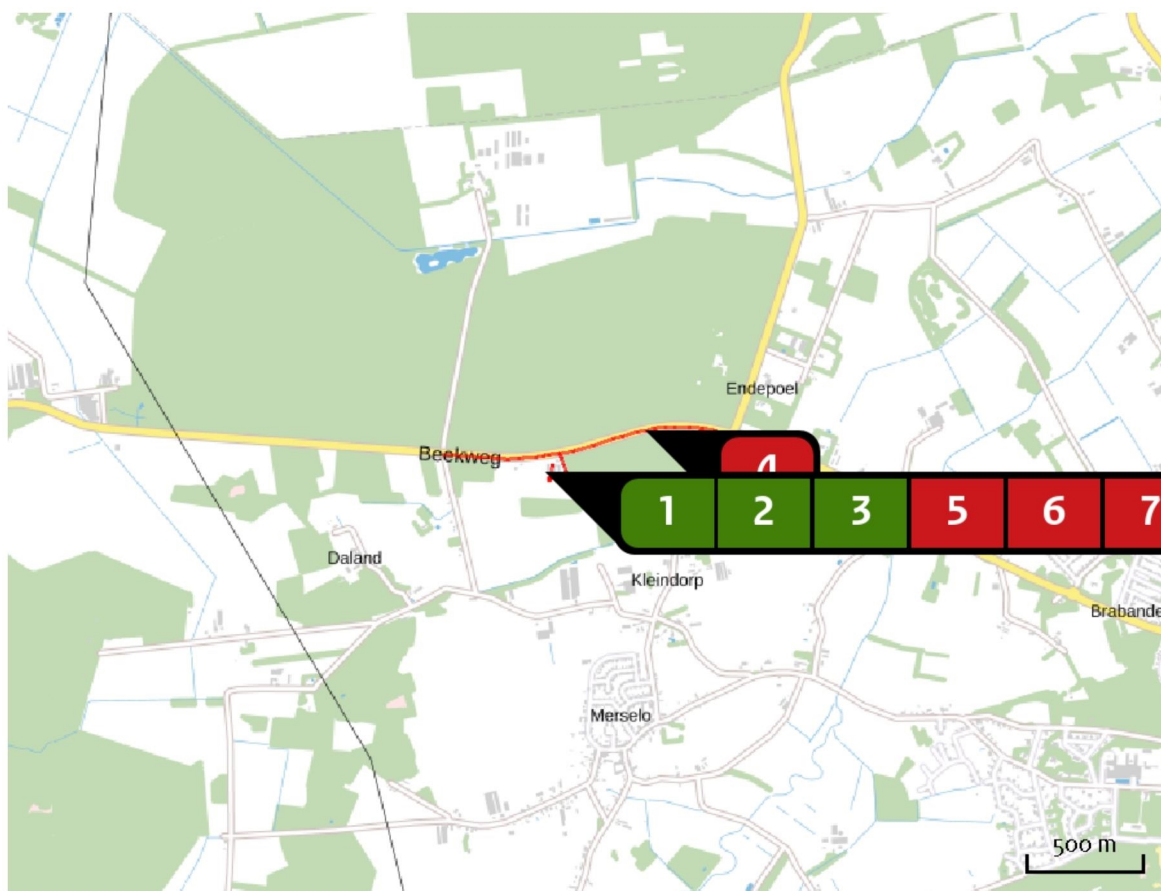 Endepoel
Beekweg
4
1 2 3 5 6 7
Daland
Kleindorp
Brabande
Merselo
500 m